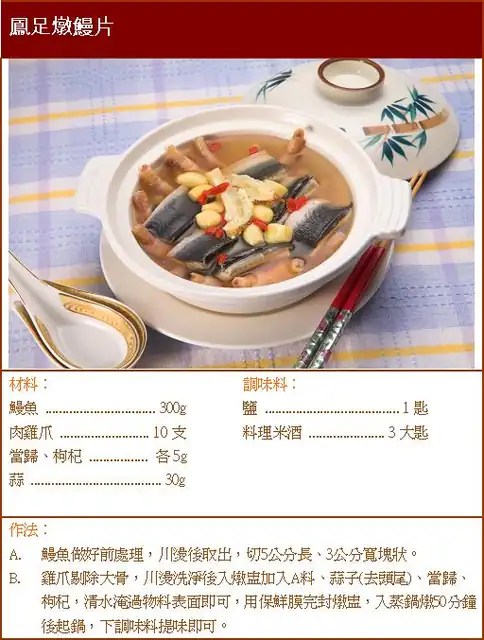 鳳足燉鰻片
材料：
鰻魚 ................................ 300g
肉雞爪 .......................... 10 支
當歸、枸杞 ................. 各 5g
蒜 ...................................... 30g
調味料：
鹽 ....................................... 1 匙
料理米酒 ...................... 3 大匙
作法：
A. 鰻魚做好前處理，川燙後取出，切5公分長、3公分寬塊狀。
B. 雞爪剔除大骨，川燙洗淨後入燉盅加入A料、蒜子(去頭尾)、當歸、
枸杞，清水淹過物料表面即可，用保鮮膜完封燉盅，入蒸鍋燉50分鐘
後起鍋，下調味料提味即可。